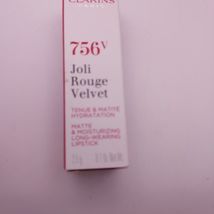 CLARINS
756V
Joli
Rouge
Velvet
TENUE & MATITÉ
HYDRATATION
MATTE
& MOISTURIZING
LONG-WEARING
LIPSTICK